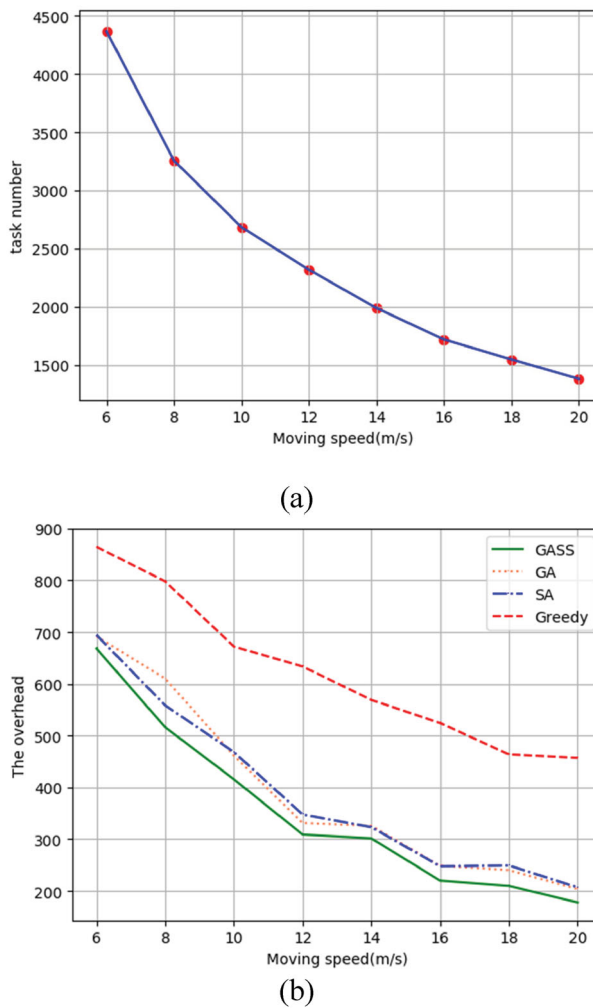 4500
4000
3500
3000
2500
2000
1500
task number
6 8 10 12 14 16 18 20
Moving speed(m/s)
(a)
900
800
700
600
500
400
300
200
The overhead
GASS
GA
SA
Greedy
6 8 10 12 14 16 18 20
Moving speed(m/s)
(b)